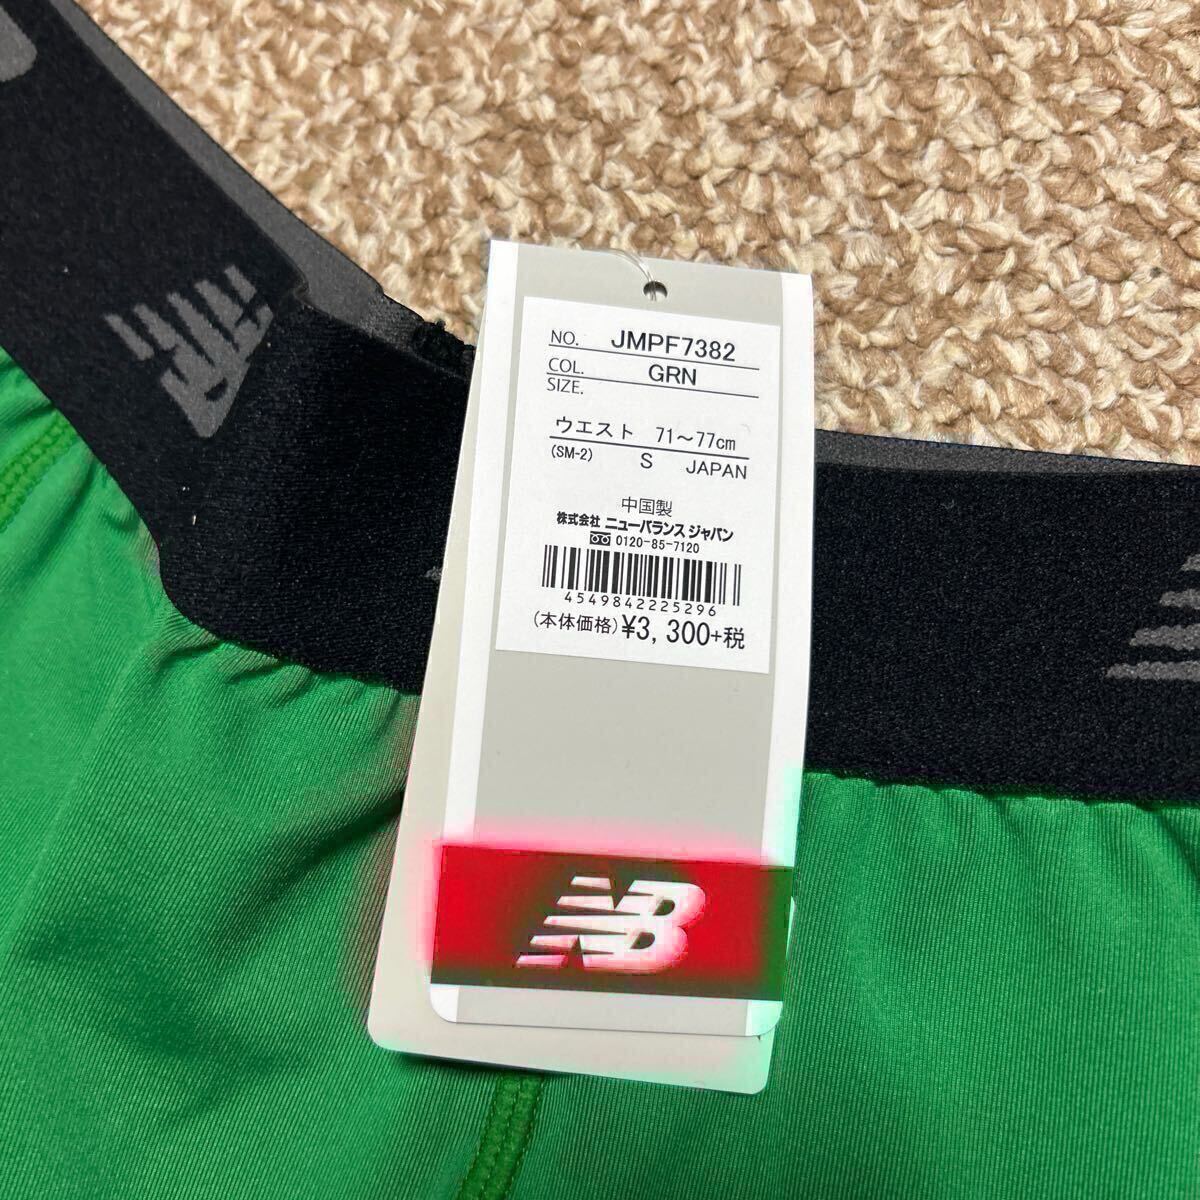 NO. JMPF7382
COL. GRN
SIZE.
ウエスト 71～77cm
(SM-2) S JAPAN
中国製
株式会社 ニューバランス ジャパン
0120-85-7120
4549842225296
(本体価格)¥3,300+税
NB